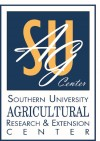 SU
Ag
Center
SOUTHERN UNIVERSITY
AGRICULTURAL
RESEARCH & EXTENSION
CENTER